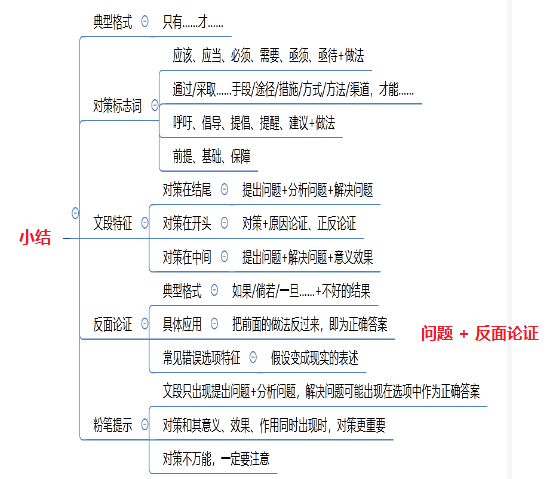 典型格式 只有......才......
应该、应当、必须、需要、亟须、亟待+做法
通过/采取......手段/途径/措施/方式/方法/渠道，才能......
对策标志词
呼吁、倡导、提倡、提醒、建议+做法
前提、基础、保障
对策在结尾 提出问题+分析问题+解决问题
小结
文段特征 对策在开头 对策+原因论证、正反论证
对策在中间 提出问题+解决问题+意义效果
典型格式 如果/倘若/一旦......+不好的结果
反面论证 具体应用 把前面的做法反过来，即为正确答案
问题 + 反面论证
常见错误选项特征 假设变成现实的表述
文段只出现提出问题+分析问题，解决问题可能出现在选项中作为正确答案
粉笔提示 对策和其意义、效果、作用同时出现时，对策更重要
对策不万能，一定要注意